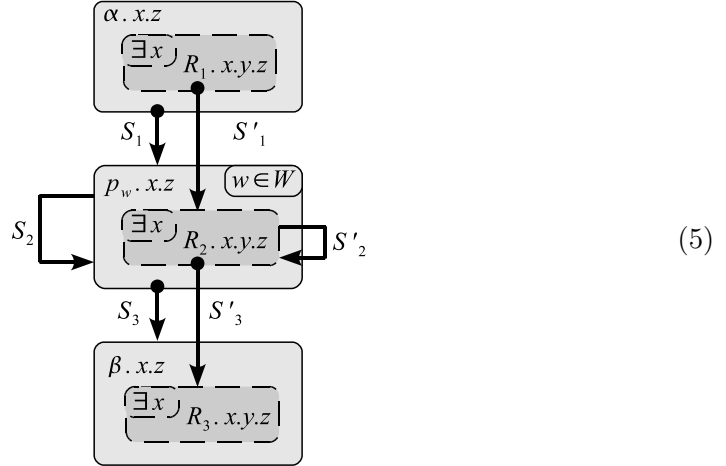 α . x.z
∃ x
R₁ . x.y.z
S₁ S′₁
p_w . x.z
w ∈ W
∃ x
R₂ . x.y.z
S₂
S′₂
(5)
S₃ S′₃
β . x.z
∃ x
R₃ . x.y.z